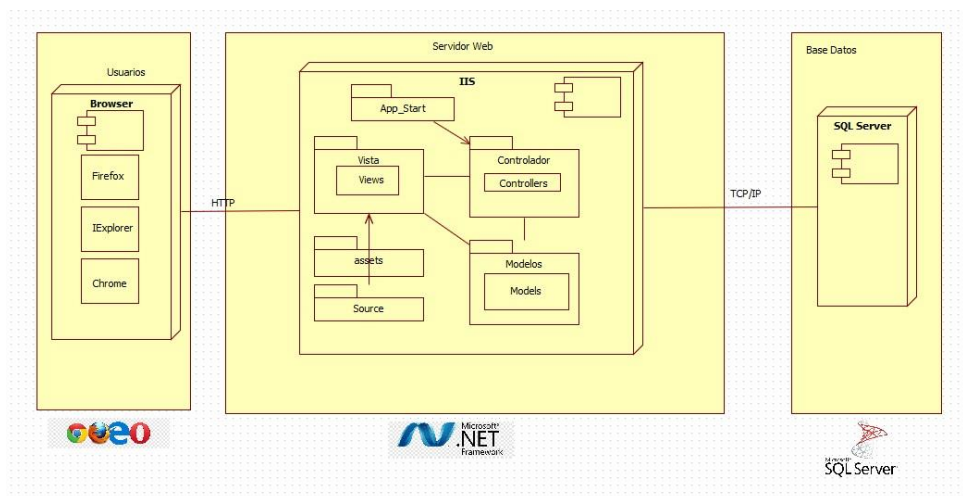 Usuarios
Browser
Firefox
IExplorer
Chrome
HTTP
Servidor Web
IIS
App_Start
Vista
Views
Controlador
Controllers
assets
Source
Modelos
Models
TCP/IP
Base Datos
SQL Server
Microsoft
.NET
Framework
Microsoft
SQL Server